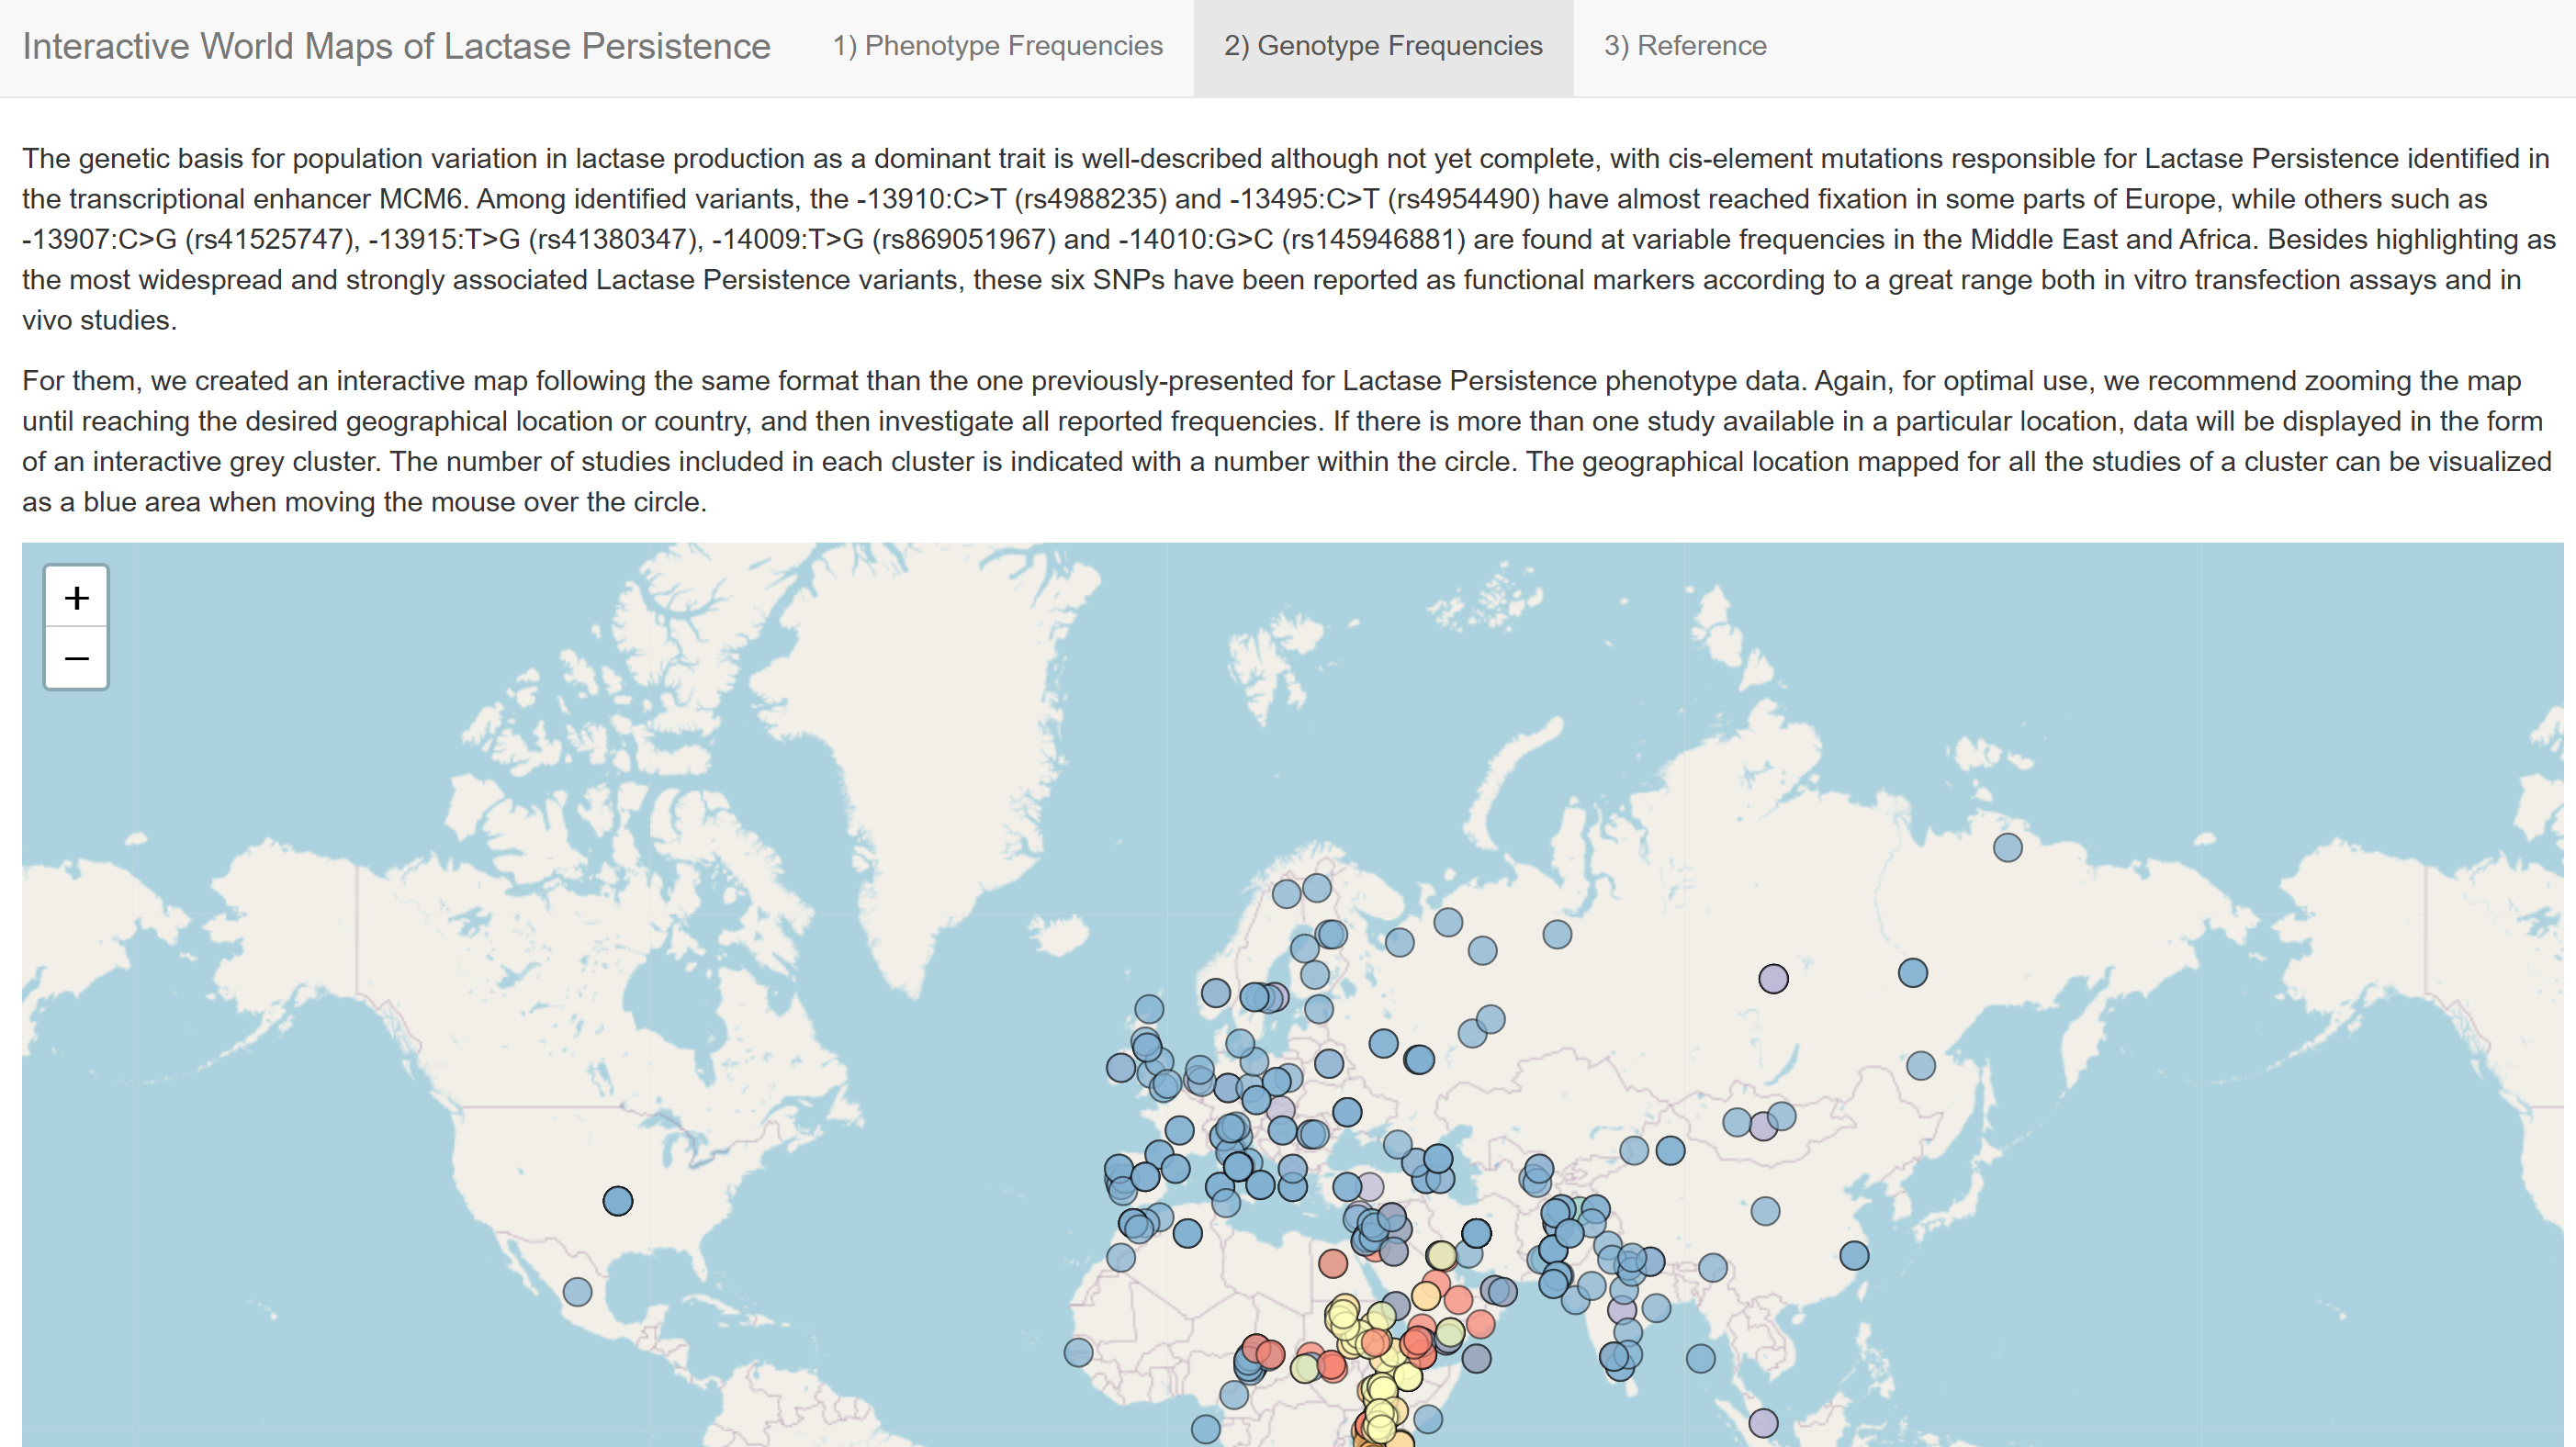 Interactive World Maps of Lactase Persistence 1) Phenotype Frequencies 2) Genotype Frequencies 3) Reference
The genetic basis for population variation in lactase production as a dominant trait is well-described although not yet complete, with cis-element mutations responsible for Lactase Persistence identified in
the transcriptional enhancer MCM6. Among identified variants, the -13910:C>T (rs4988235) and -13495:C>T (rs4954490) have almost reached fixation in some parts of Europe, while others such as
-13907:C>G (rs41525747), -13915:T>G (rs41380347), -14009:T>G (rs869051967) and -14010:G>C (rs145946881) are found at variable frequencies in the Middle East and Africa. Besides highlighting as
the most widespread and strongly associated Lactase Persistence variants, these six SNPs have been reported as functional markers according to a great range both in vitro transfection assays and in
vivo studies.
For them, we created an interactive map following the same format than the one previously-presented for Lactase Persistence phenotype data. Again, for optimal use, we recommend zooming the map
until reaching the desired geographical location or country, and then investigate all reported frequencies. If there is more than one study available in a particular location, data will be displayed in the form
of an interactive grey cluster. The number of studies included in each cluster is indicated with a number within the circle. The geographical location mapped for all the studies of a cluster can be visualized
as a blue area when moving the mouse over the circle.
+
−